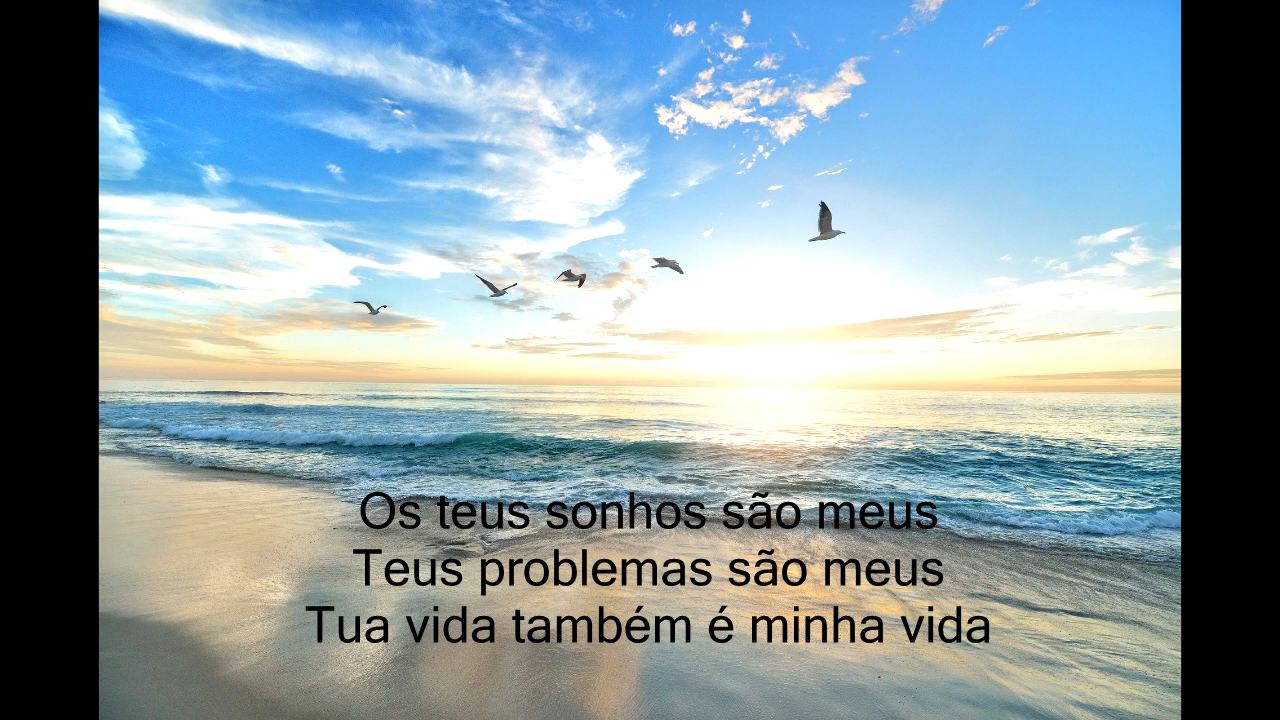 Os teus sonhos são meus
Teus problemas são meus
Tua vida também é minha vida